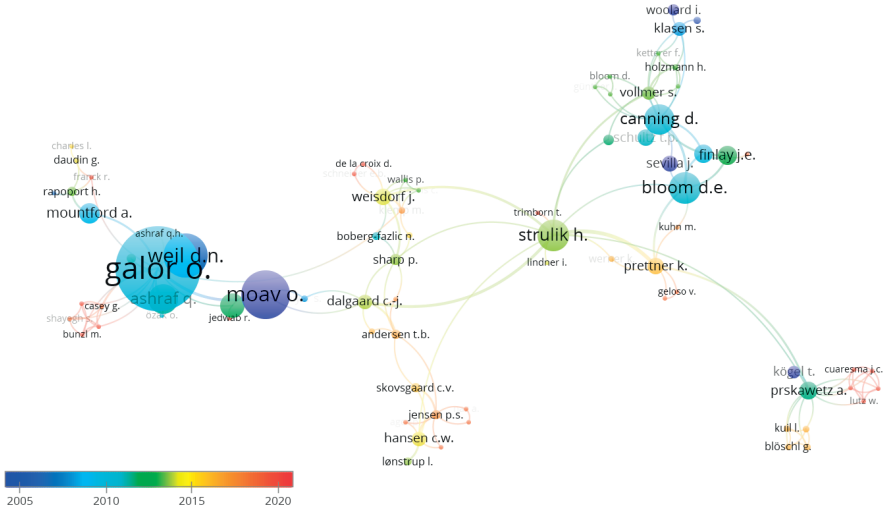 woolard i.
klasen s.
ketterer f.
holzmann h.
bloom d.
vollmer s.
canning d.
schultz t.p.
finlay j.e.
sevilla j.
bloom d.e.
charles l.
daudin g.
franck r.
rapoport h.
mountford a.
de la croix d.
wallis p.
weisdorf j.
trimborn t.
strulik h.
lindner i.
kuhn m.
prettner k.
geloso v.
ashraf q.h.
weil d.n.
galor o.
boberg-fazlic n.
sharp p.
moav o.
ashraf q.
casey g.
bunzl m.
jedwab r.
dalgaard c.-j.
andersen t.b.
skovsgaard c.v.
jensen p.s.
hansen c.w.
lønstrup l.
kögel t.
cuaresma j.c.
prskawetz a.
lutz w.
kuil l.
blöschl g.
2005 2010 2015 2020